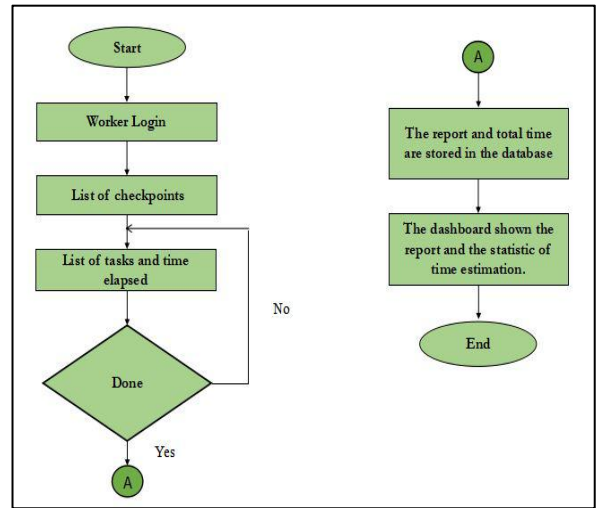 Start
Worker Login
List of checkpoints
List of tasks and time
elapsed
No
Done
Yes
A
A
The report and total time
are stored in the database
The dashboard shown the
report and the statistic of
time estimation.
End